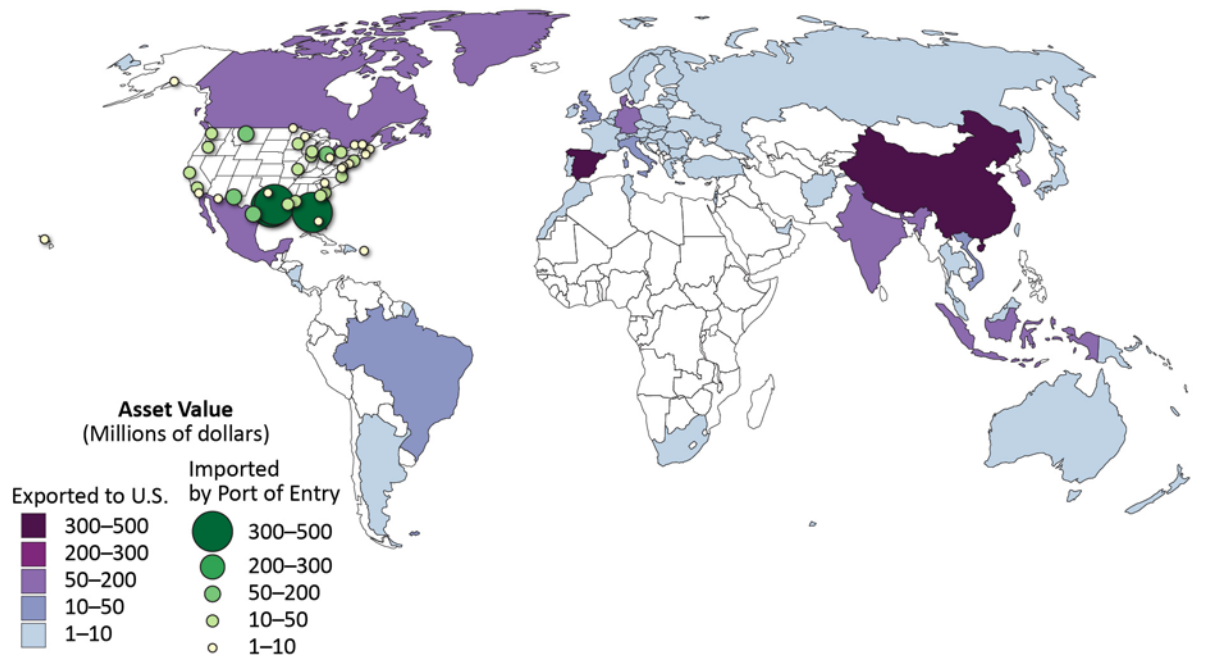 Asset Value
(Millions of dollars)
Exported to U.S.
300–500
200–300
50–200
10–50
1–10
Imported
by Port of Entry
300–500
200–300
50–200
10–50
1–10